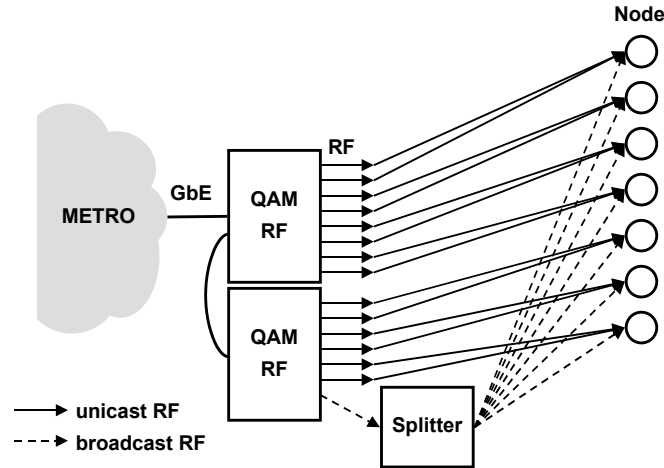 Node
RF
GbE
QAM
RF
METRO
QAM
RF
Splitter
unicast RF
broadcast RF